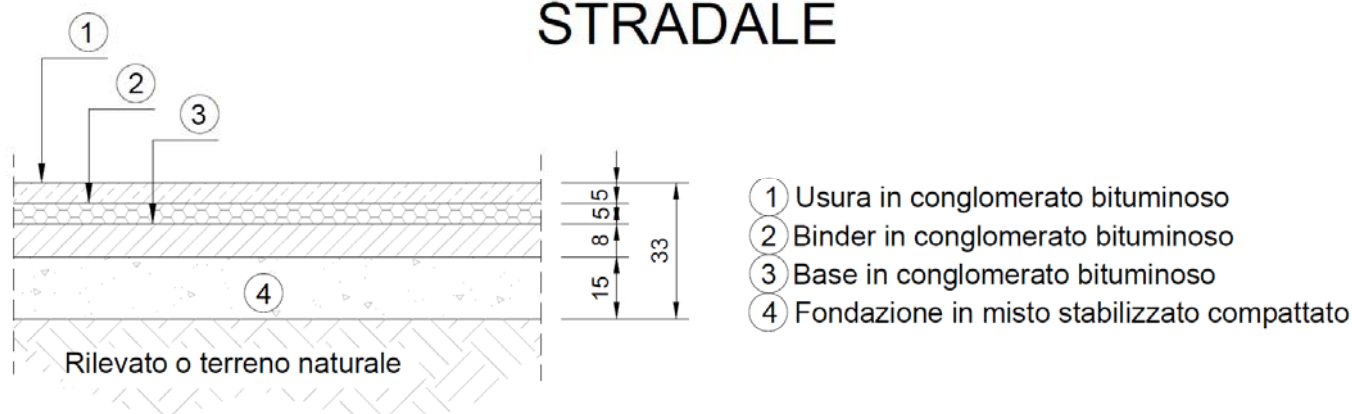 STRADALE
1
2
3
5
5
8
15
33
4
1 Usura in conglomerato bituminoso
2 Binder in conglomerato bituminoso
3 Base in conglomerato bituminoso
4 Fondazione in misto stabilizzato compattato
Rilevato o terreno naturale